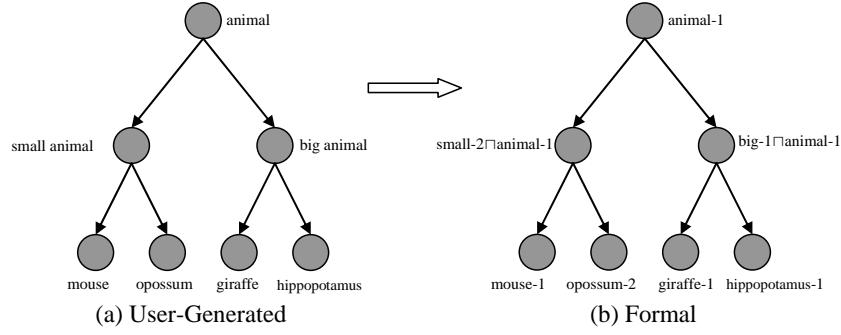 animal
small animal
big animal
mouse
opossum
giraffe
hippopotamus
(a) User-Generated
animal-1
small-2⊓animal-1
big-1⊓animal-1
mouse-1
opossum-2
giraffe-1
hippopotamus-1
(b) Formal